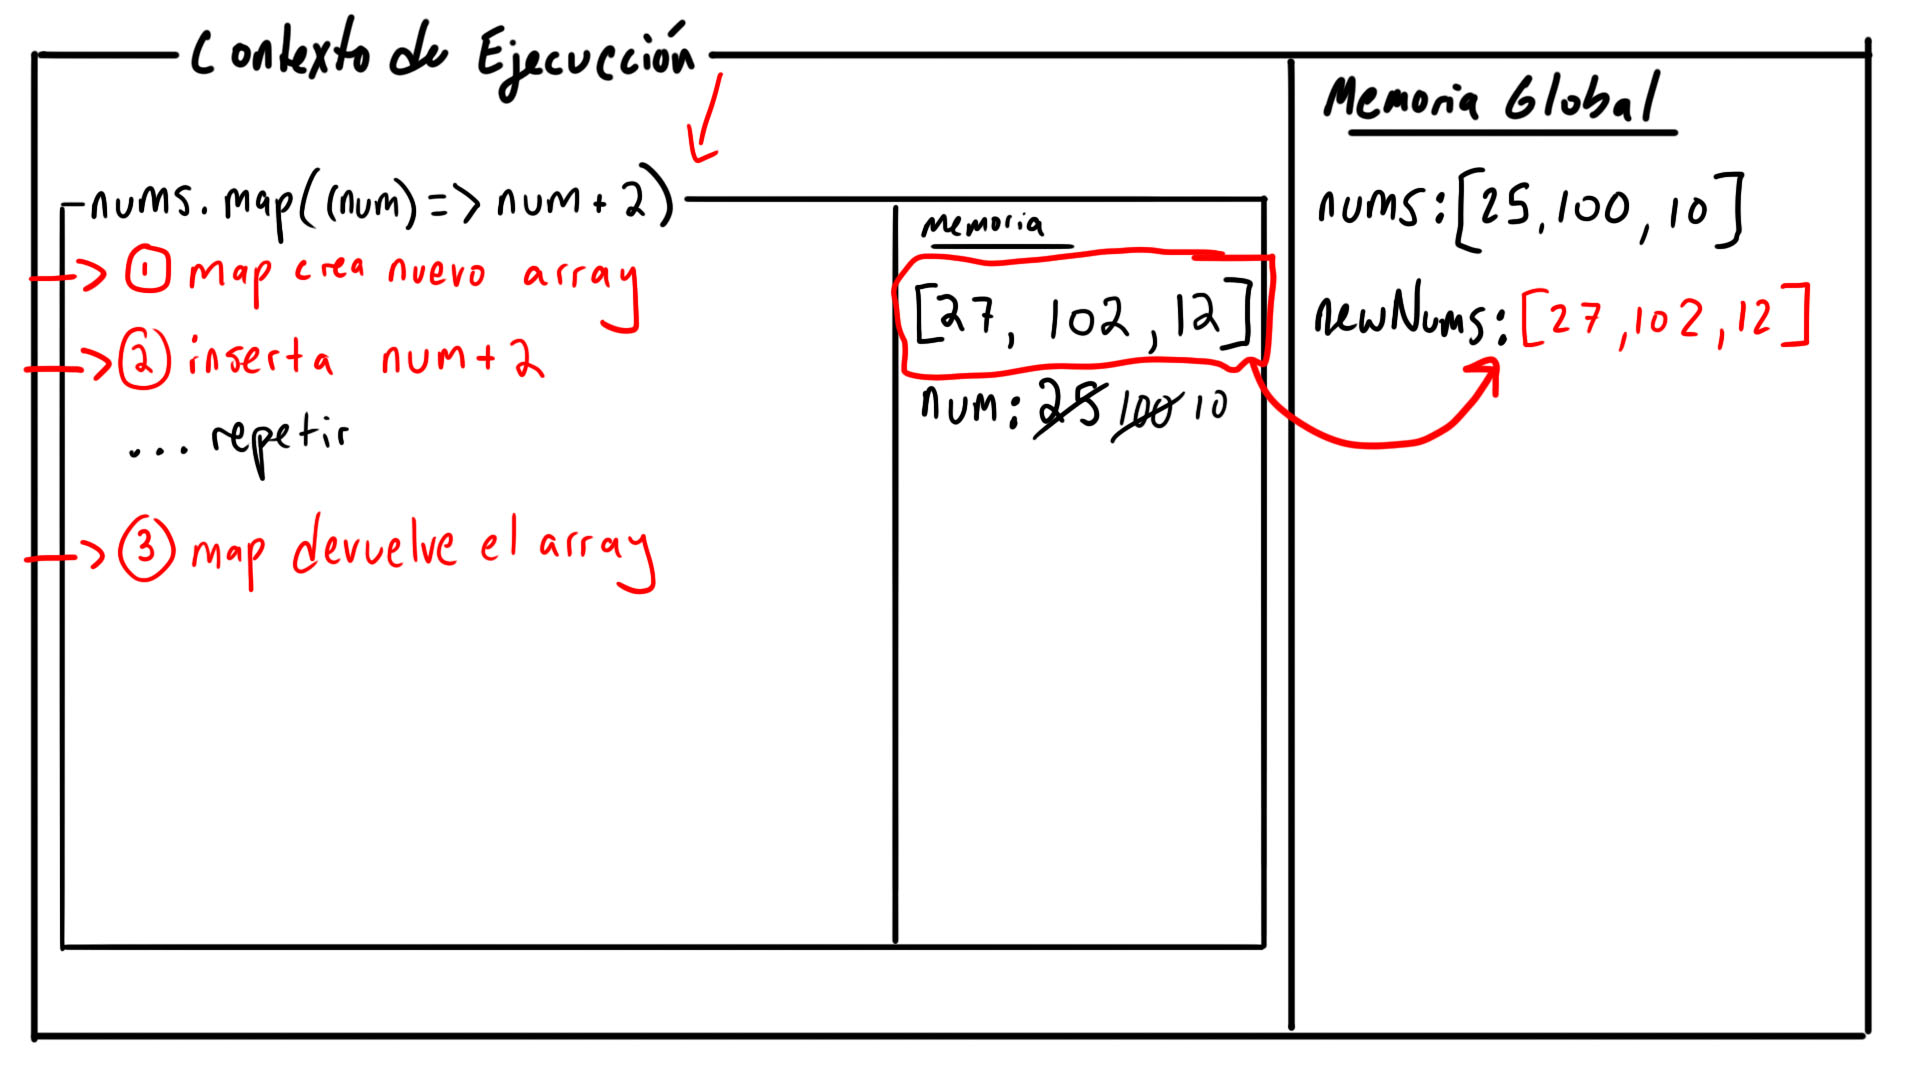 Contexto de Ejecucción
nums.map((num) => num + 2)
① map crea nuevo array
② inserta num + 2
... repetir
③ map devuelve el array
Memoria
[27, 102, 12]
num: 25 100 10
Memoria Global
nums: [25, 100, 10]
newNums: [27, 102, 12]